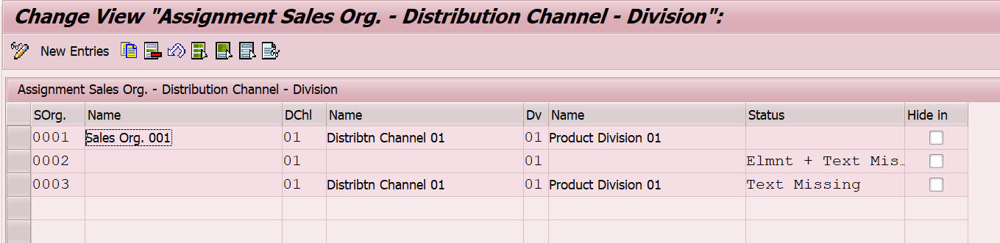 Change View "Assignment Sales Org. - Distribution Channel - Division":
New Entries
Assignment Sales Org. - Distribution Channel - Division
SOrg. Name DChl Name Dv Name Status Hide in
0001 Sales Org. 001 01 Distribtn Channel 01 01 Product Division 01
0002 01 01 Elmnt + Text Mis…
0003 01 Distribtn Channel 01 01 Product Division 01 Text Missing